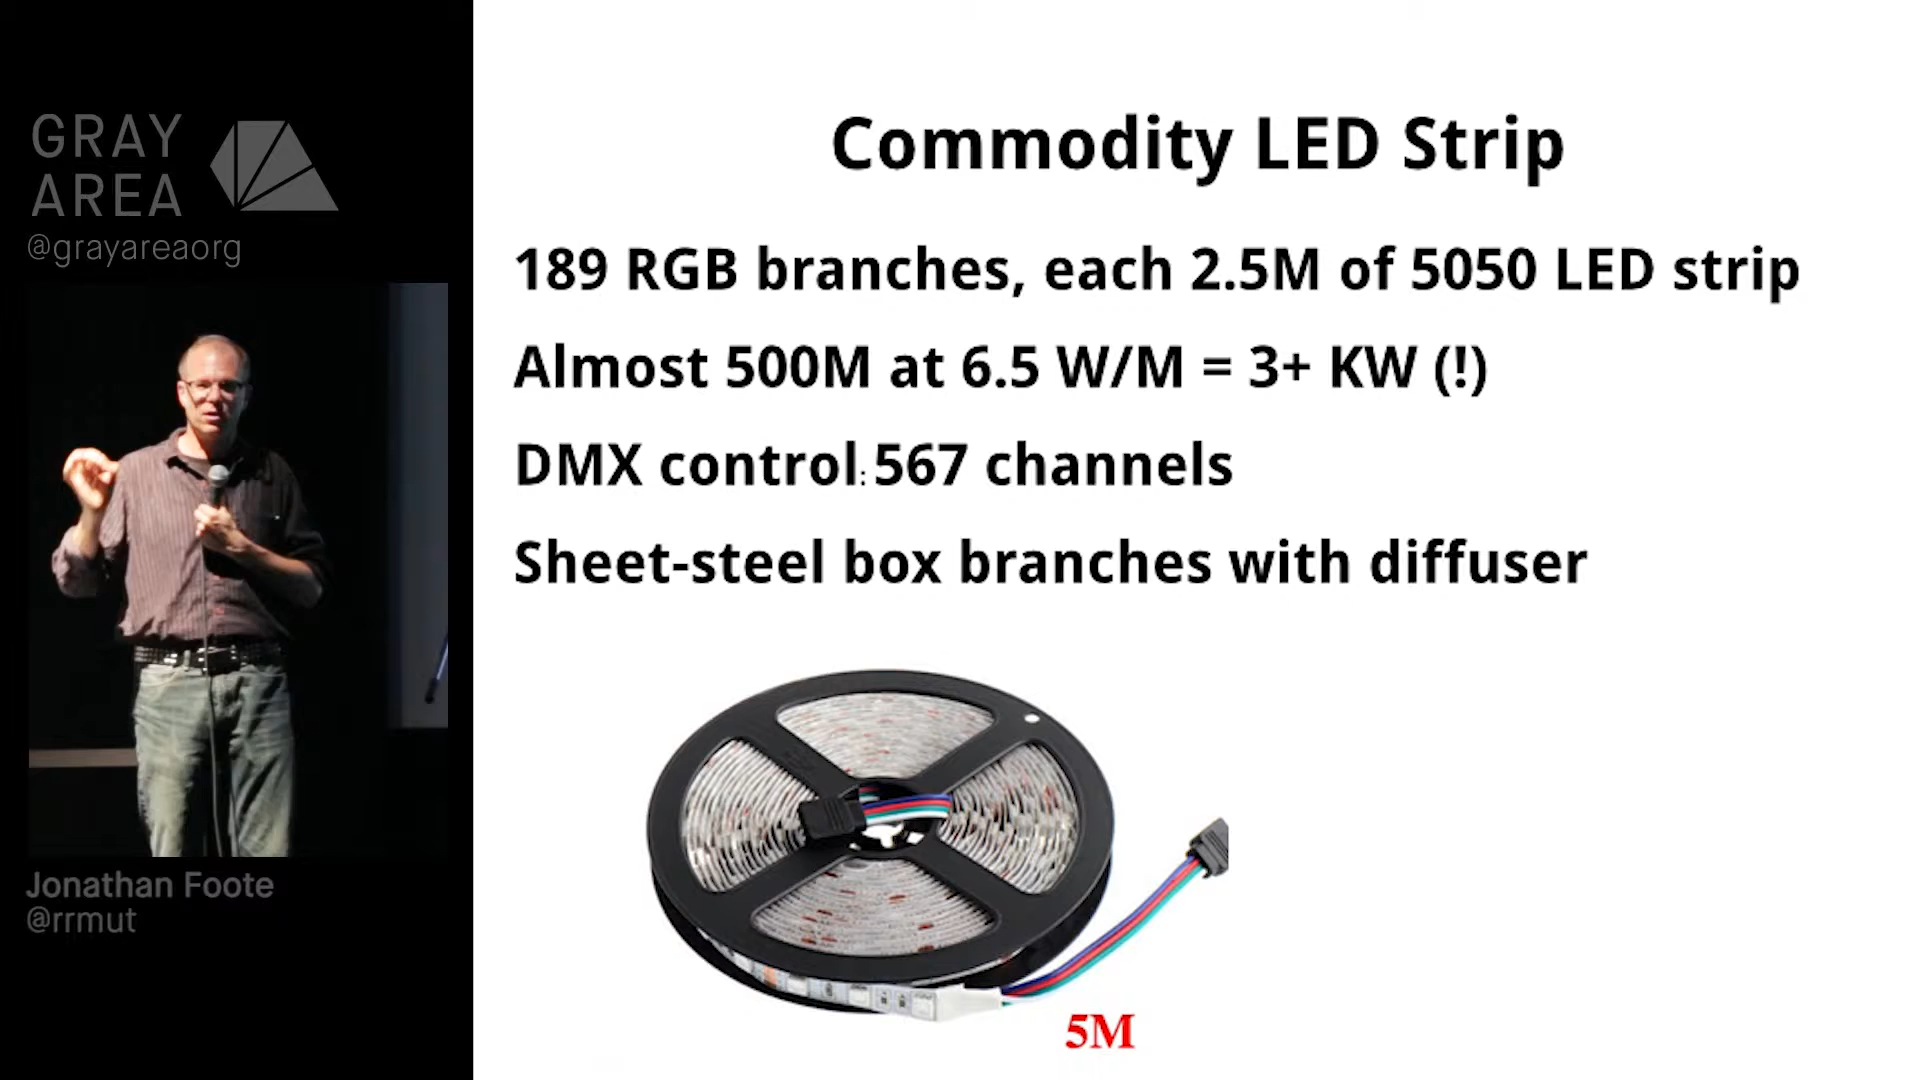 GRAY
AREA
@grayareaorg
Jonathan Foote
@rrmut
Commodity LED Strip
189 RGB branches, each 2.5M of 5050 LED strip
Almost 500M at 6.5 W/M = 3+ KW (!)
DMX control: 567 channels
Sheet-steel box branches with diffuser
5M